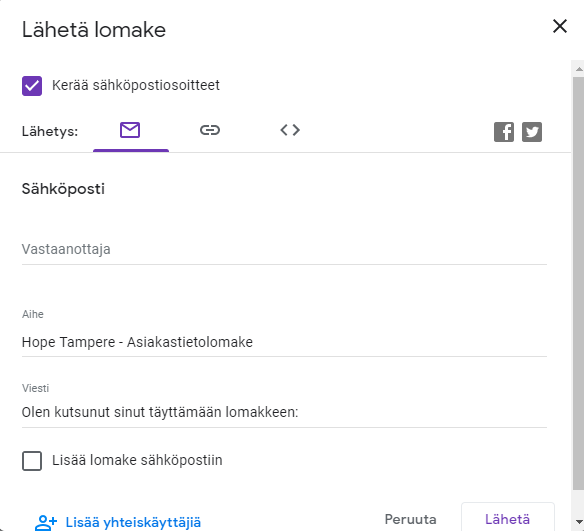 Lähetä lomake
Kerää sähköpostiosoitteet
Lähetys:
Sähköposti
Vastaanottaja
Aihe
Hope Tampere - Asiakastietolomake
Viesti
Olen kutsunut sinut täyttämään lomakkeen:
Lisää lomake sähköpostiin
Lisää yhteiskäyttäjiä Peruuta Lähetä